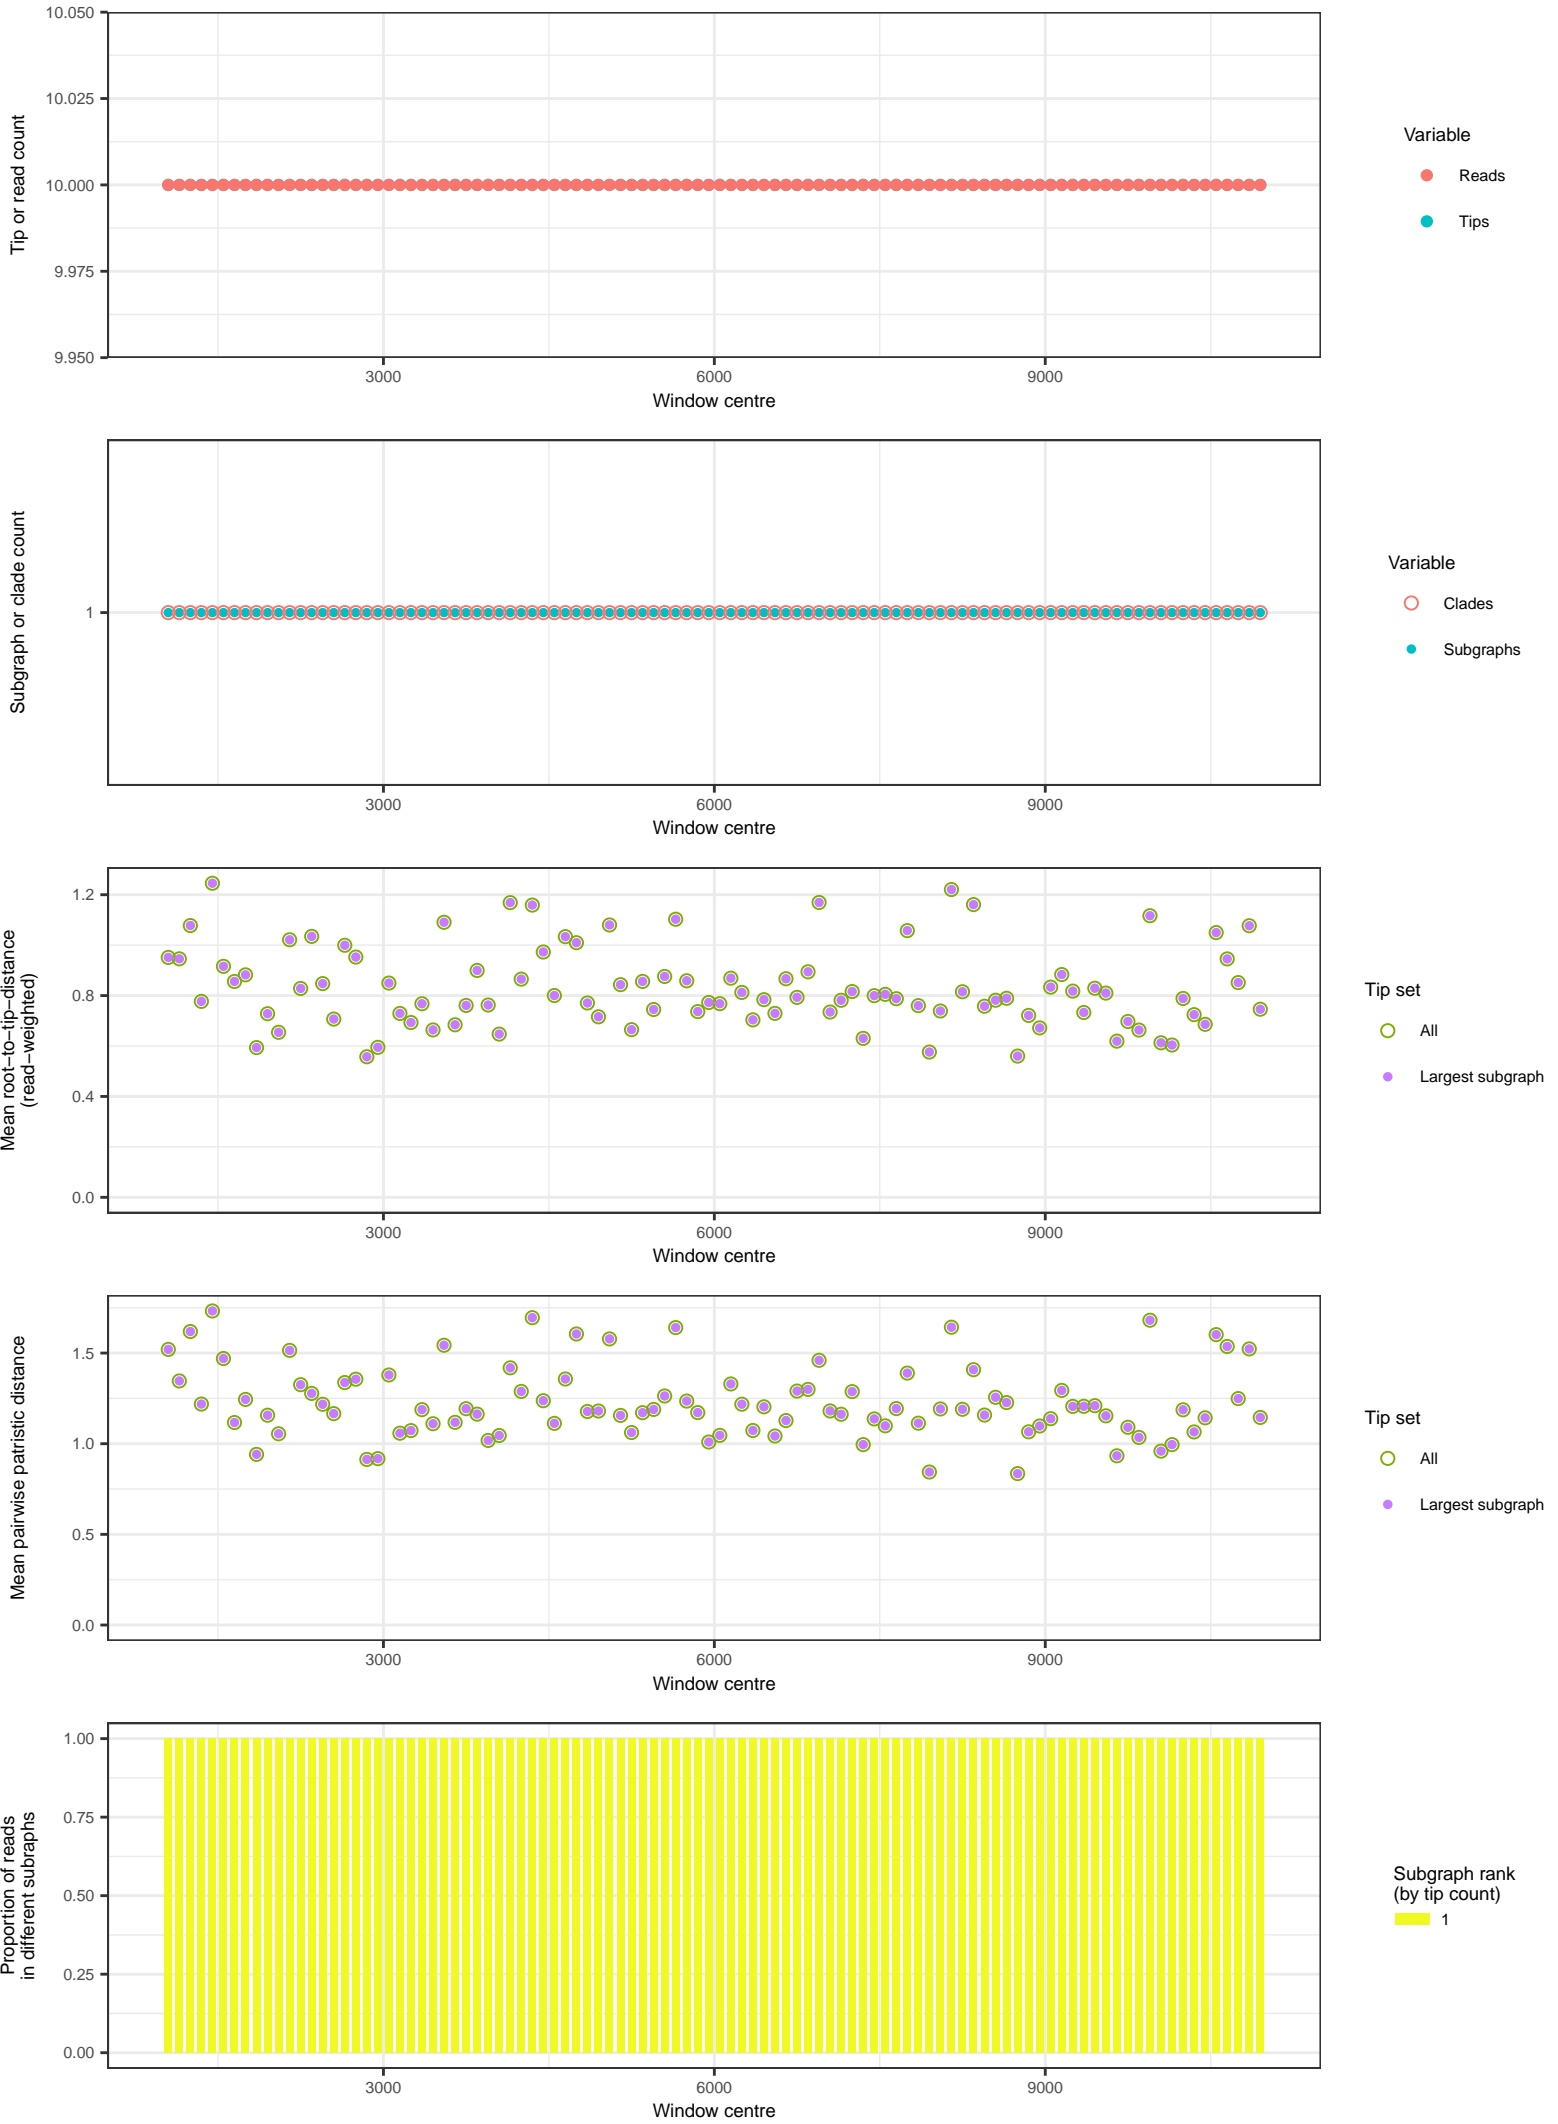 10.050
10.025
10.000
9.975
9.950
Tip or read count
3000
6000
9000
Window centre
Variable
Reads
Tips
1
Subgraph or clade count
3000
6000
9000
Window centre
Variable
Clades
Subgraphs
1.2
0.8
0.4
0.0
Mean root−to−tip−distance
(read−weighted)
3000
6000
9000
Window centre
Tip set
All
Largest subgraph
1.5
1.0
0.5
0.0
Mean pairwise patristic distance
3000
6000
9000
Window centre
Tip set
All
Largest subgraph
1.00
0.75
0.50
0.25
0.00
Proportion of reads
in different subraphs
3000
6000
9000
Window centre
Subgraph rank
(by tip count)
1